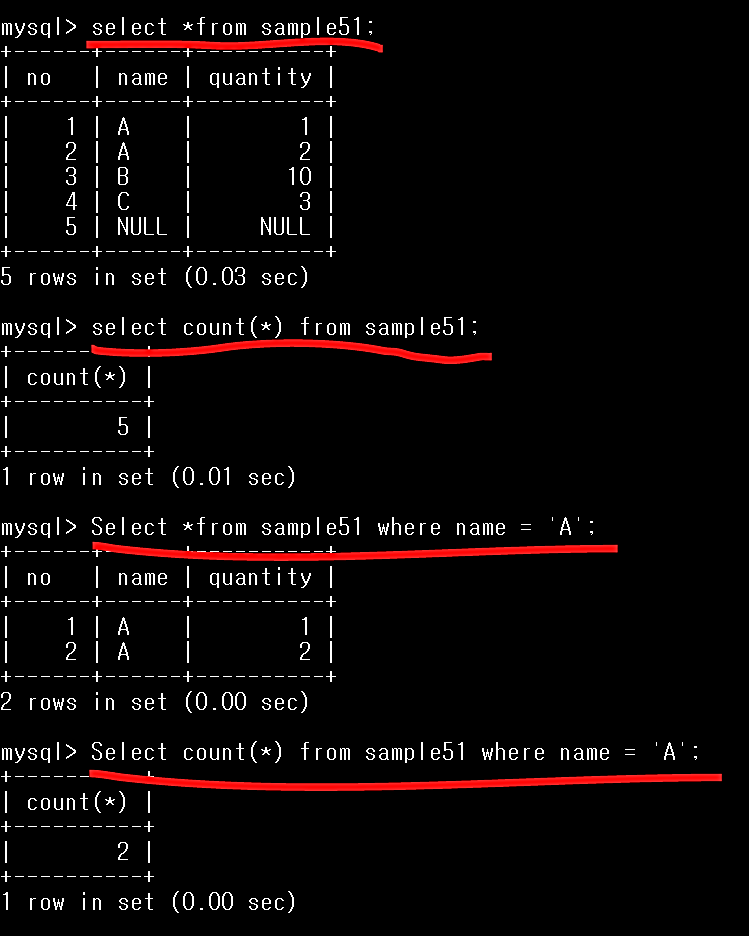 mysql> select *from sample51;
+------+------+----------+
| no   | name | quantity |
+------+------+----------+
|    1 | A    |        1 |
|    2 | A    |        2 |
|    3 | B    |       10 |
|    4 | C    |        3 |
|    5 | NULL |     NULL |
+------+------+----------+
5 rows in set (0.03 sec)
mysql> select count(*) from sample51;
+----------+
| count(*) |
+----------+
|        5 |
+----------+
1 row in set (0.01 sec)
mysql> Select *from sample51 where name = 'A';
+------+------+----------+
| no   | name | quantity |
+------+------+----------+
|    1 | A    |        1 |
|    2 | A    |        2 |
+------+------+----------+
2 rows in set (0.00 sec)
mysql> Select count(*) from sample51 where name = 'A';
+----------+
| count(*) |
+----------+
|        2 |
+----------+
1 row in set (0.00 sec)